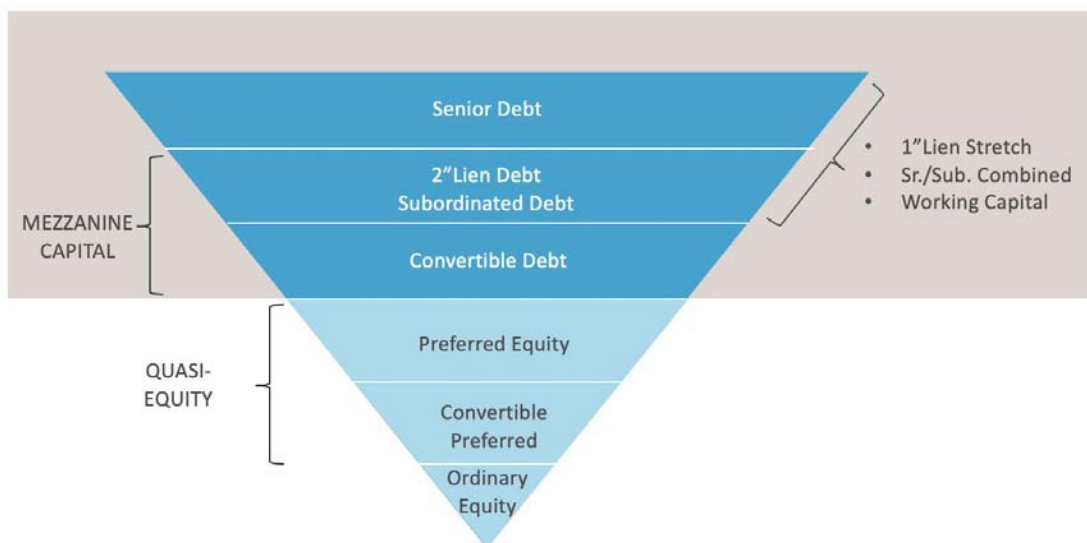 Senior Debt
2”Lien Debt
Subordinated Debt
MEZZANINE
CAPITAL
Convertible Debt
• 1”Lien Stretch
• Sr./Sub. Combined
• Working Capital
QUASI-
EQUITY
Preferred Equity
Convertible
Preferred
Ordinary
Equity